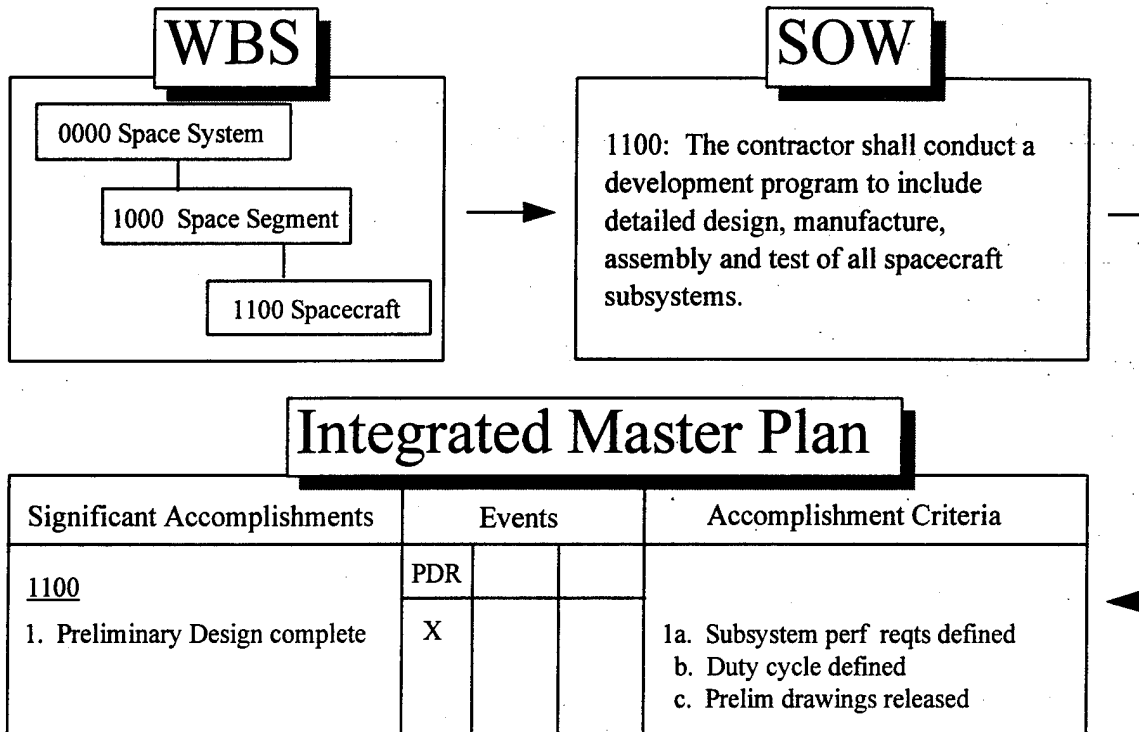 WBS
0000 Space System
1000 Space Segment
1100 Spacecraft
SOW
1100: The contractor shall conduct a
development program to include
detailed design, manufacture,
assembly and test of all spacecraft
subsystems.
Integrated Master Plan
Significant Accomplishments
Events
Accomplishment Criteria
1100
PDR
1. Preliminary Design complete
X
1a. Subsystem perf reqts defined
b. Duty cycle defined
c. Prelim drawings released